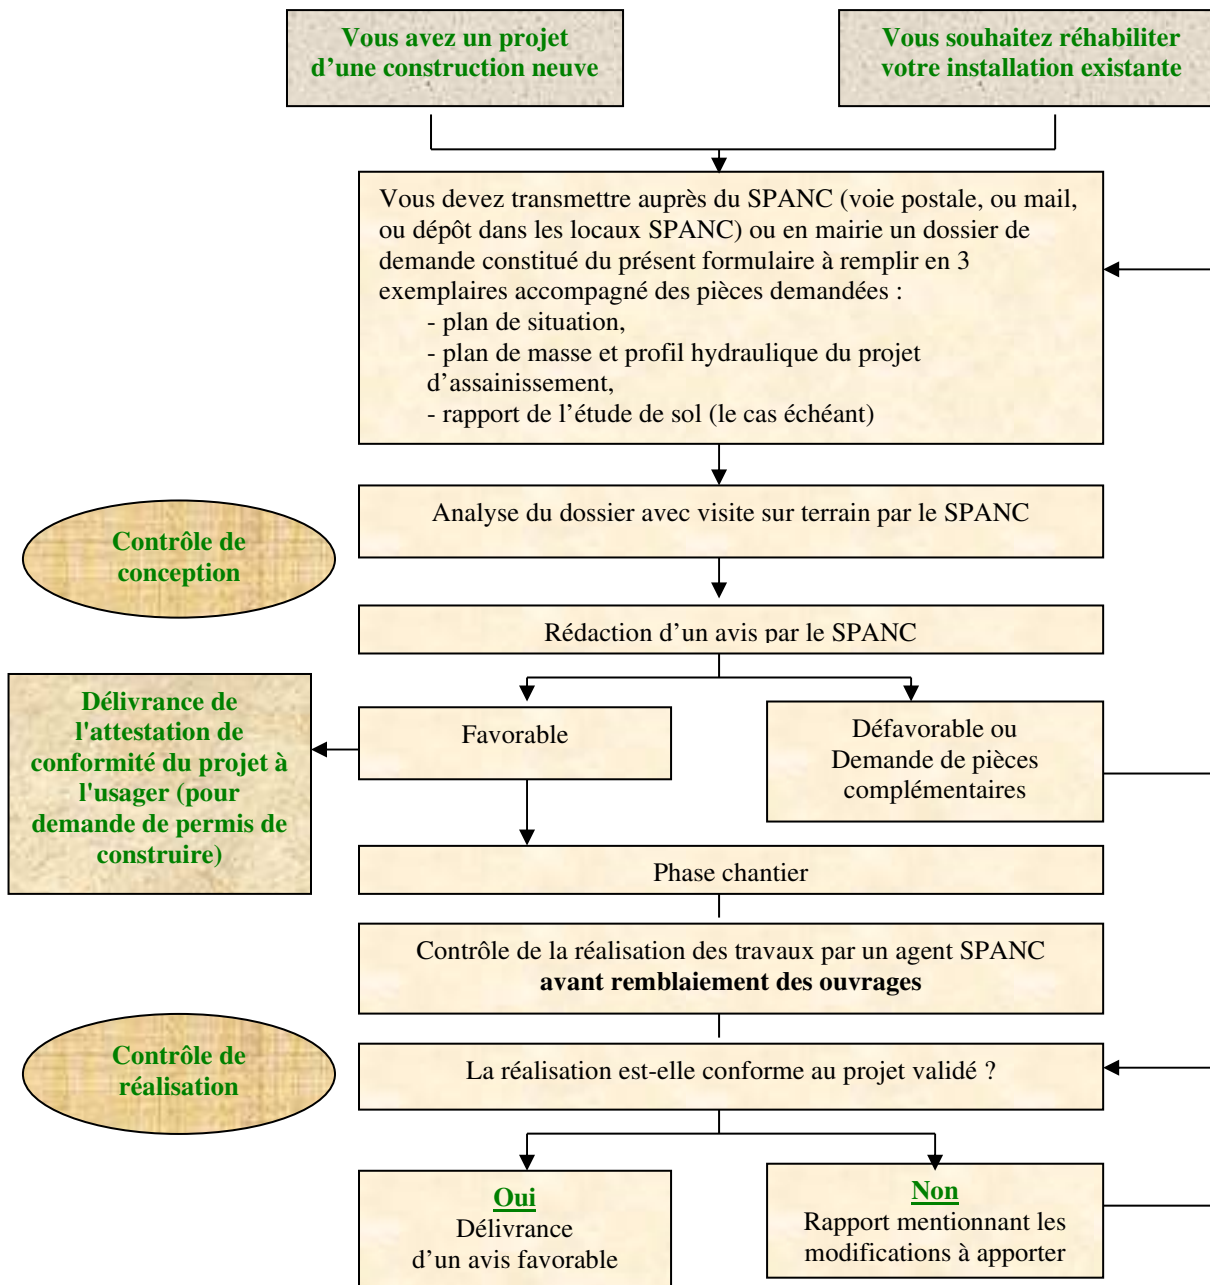 Vous avez un projet
d’une construction neuve
Vous souhaitez réhabiliter
votre installation existante
Vous devez transmettre auprès du SPANC (voie postale, ou mail,
ou dépôt dans les locaux SPANC) ou en mairie un dossier de
demande constitué du présent formulaire à remplir en 3
exemplaires accompagné des pièces demandées :
- plan de situation,
- plan de masse et profil hydraulique du projet
d’assainissement,
- rapport de l’étude de sol (le cas échéant)
Analyse du dossier avec visite sur terrain par le SPANC
Contrôle de
conception
Rédaction d’un avis par le SPANC
Délivrance de
l'attestation de
conformité du projet à
l'usager (pour
demande de permis de
construire)
Favorable
Défavorable ou
Demande de pièces
complémentaires
Phase chantier
Contrôle de la réalisation des travaux par un agent SPANC
avant remblaiement des ouvrages
Contrôle de
réalisation
La réalisation est-elle conforme au projet validé ?
Oui
Délivrance
d’un avis favorable
Non
Rapport mentionnant les
modifications à apporter